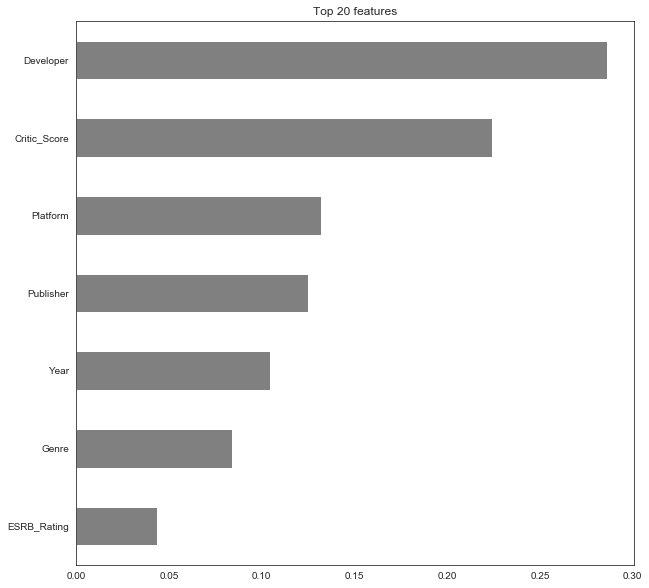 Top 20 features
Developer
Critic_Score
Platform
Publisher
Year
Genre
ESRB_Rating
0.00 0.05 0.10 0.15 0.20 0.25 0.30